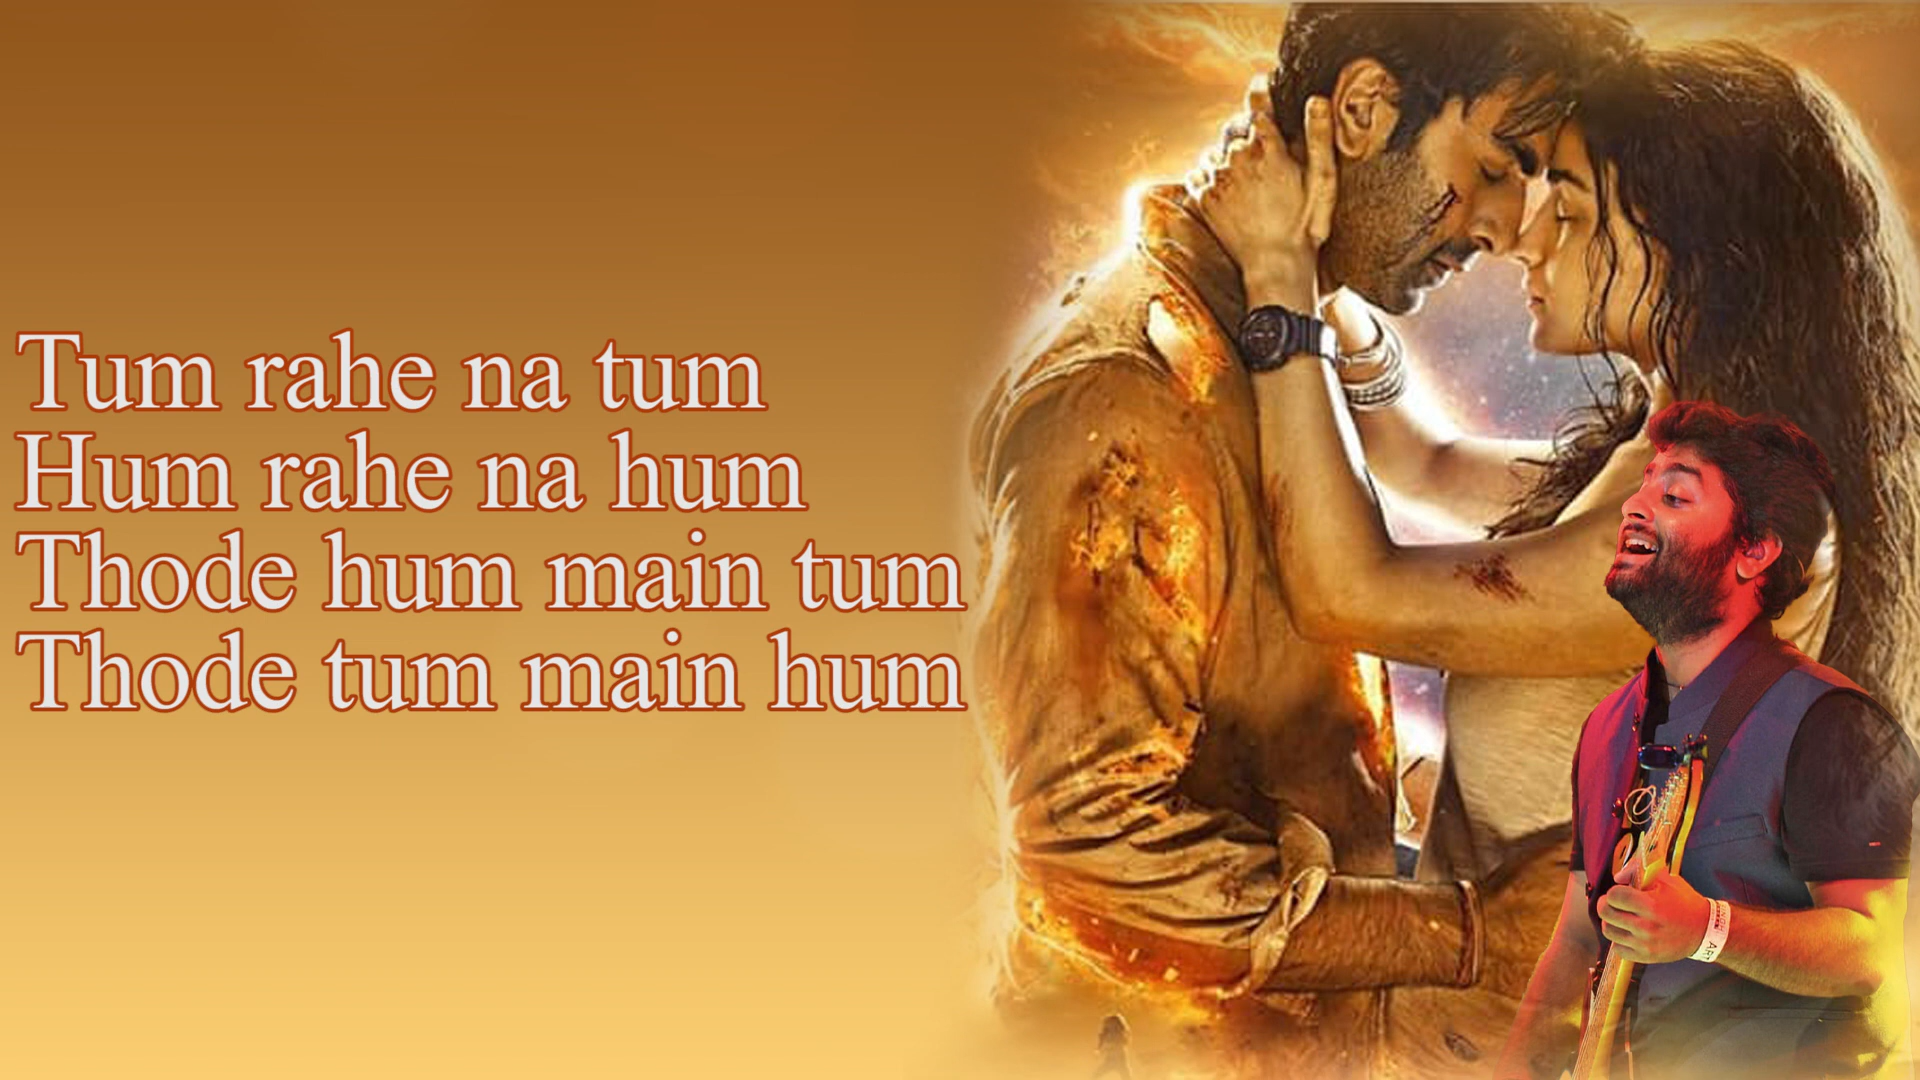 Tum rahe na tum
Hum rahe na hum
Thode hum main tum
Thode tum main hum